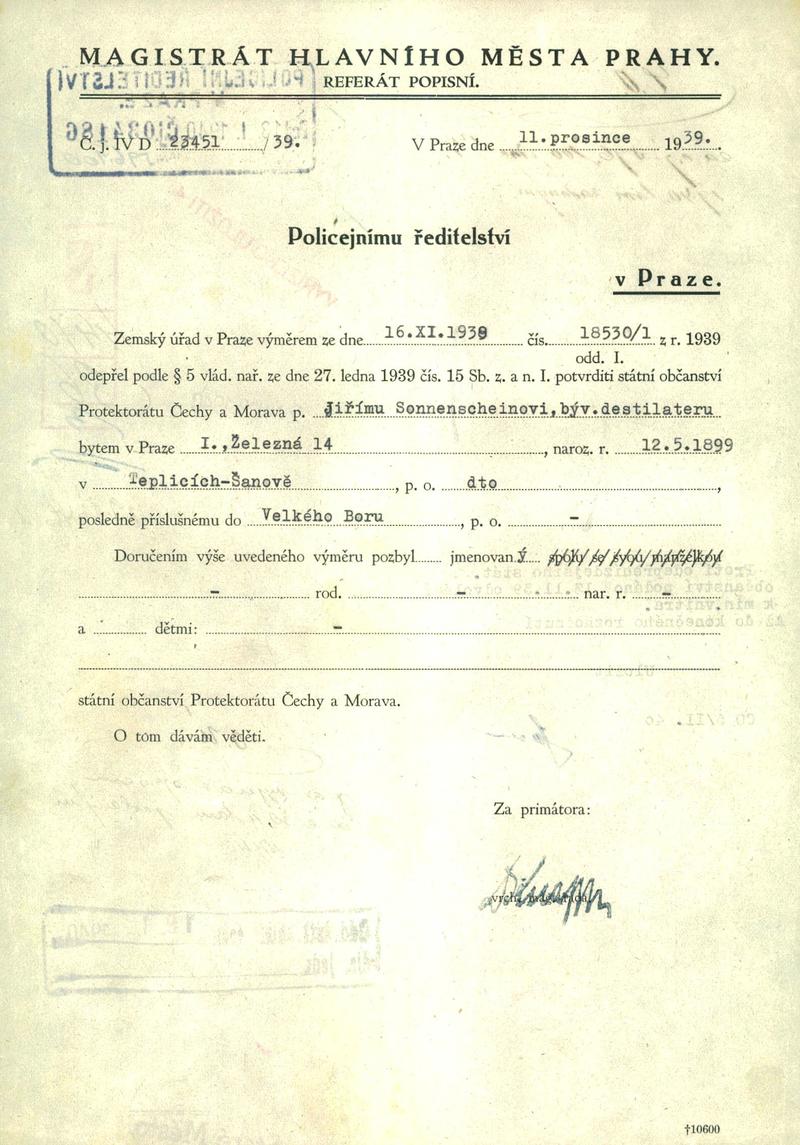 MAGISTRÁT HLAVNÍHO MĚSTA PRAHY.
REFERÁT POPISNÍ.
Č. j. IV D 23451 / 39.
V Praze dne 11.prosince 1939.
Policejnímu ředitelství
v Praze.
Zemský úřad v Praze výměrem ze dne 16.XI.1939 čís. 18530/1 z r. 1939
odd. I.
odepřel podle § 5 vlád. nař. ze dne 27. ledna 1939 čís. 15 Sb. z. a n. I. potvrditi státní občanství
Protektorátu Čechy a Morava p. Jiřímu Sonnenscheinovi,býv.destilateru
bytem v Praze I.,Železná 14, naroz. r. 12.5.1899
v Teplicích-Šanově, p. o. dto,
posledně příslušnému do Velkého Boru, p. o. -
Doručením výše uvedeného výměru pozbyl jmenovaný spolu se svou manželkou
- rod. - nar. r. -
a dětmi: -
státní občanství Protektorátu Čechy a Morava.
O tom dávám věděti.
Za primátora:
†10600